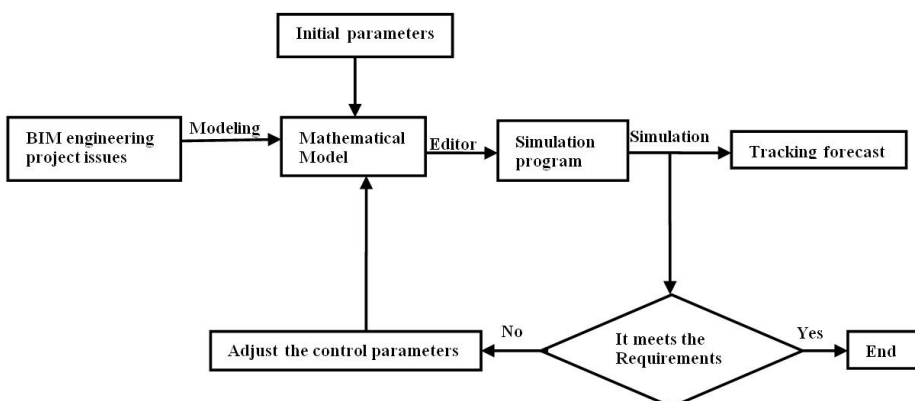 Initial parameters
BIM engineering
project issues
Modeling
Mathematical
Model
Editor
Simulation
program
Simulation
Tracking forecast
Adjust the control parameters
No
It meets the
Requirements
Yes
End